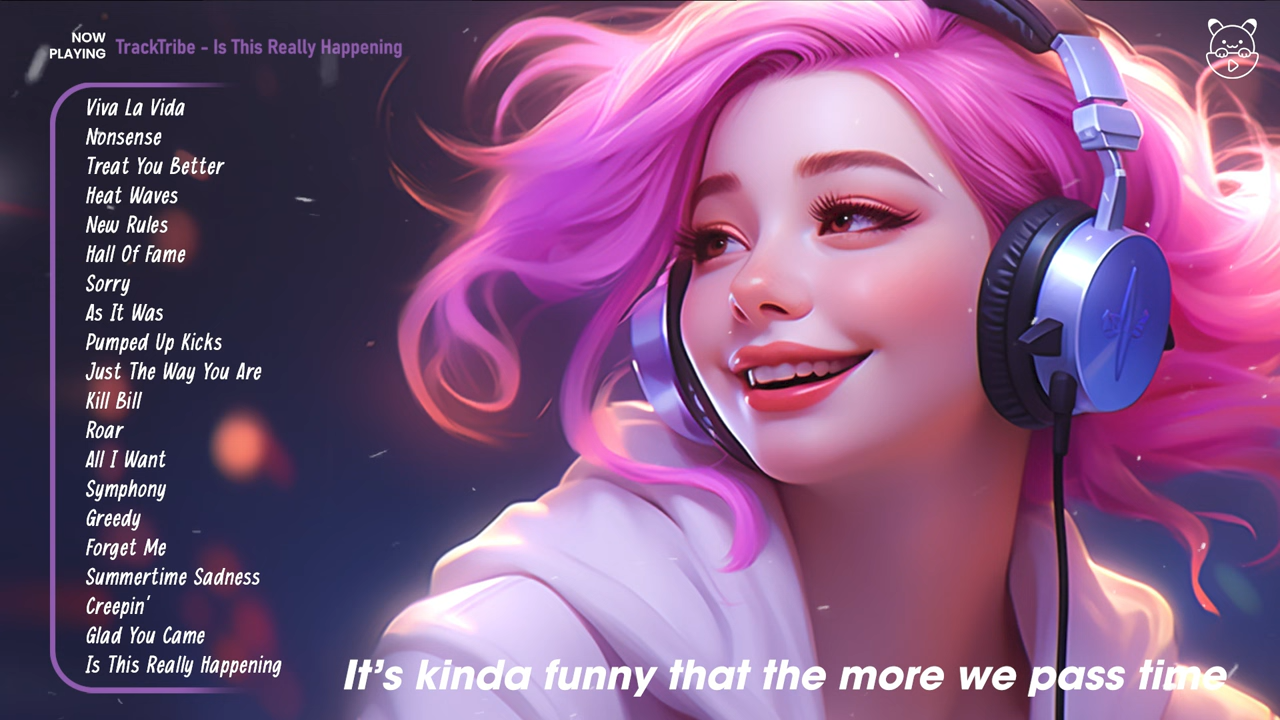 NOW
PLAYING
TrackTribe - Is This Really Happening
Viva La Vida
Nonsense
Treat You Better
Heat Waves
New Rules
Hall Of Fame
Sorry
As It Was
Pumped Up Kicks
Just The Way You Are
Kill Bill
Roar
All I Want
Symphony
Greedy
Forget Me
Summertime Sadness
Creepin'
Glad You Came
Is This Really Happening
It's kinda funny that the more we pass time